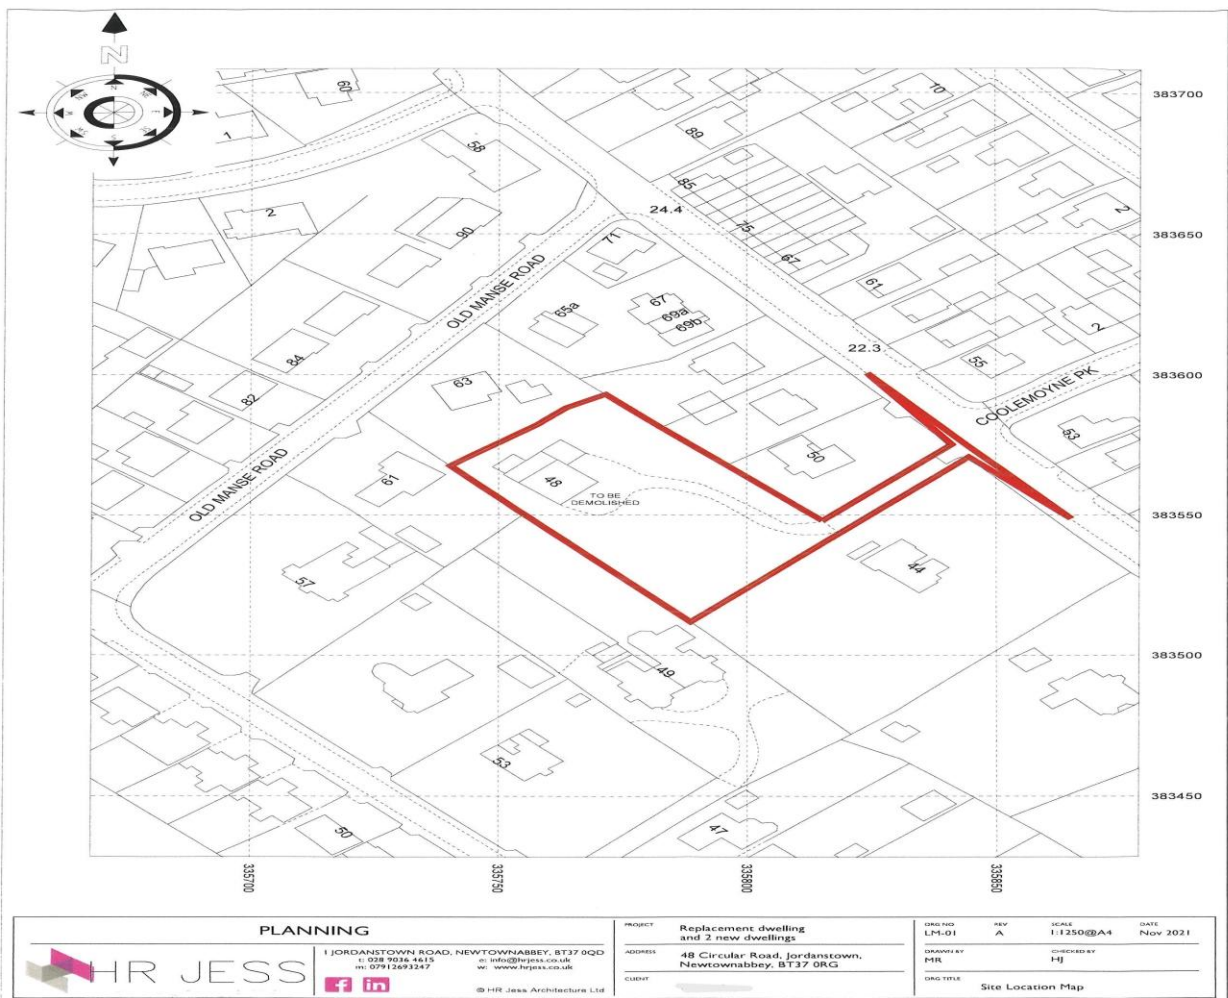 N
N
NE
E
SE
S
SW
W
NW
60
10
1
89
58
85
2
2
24.4
75
90
71
67
61
OLD MANSE ROAD
65a
67
69a
69b
2
22.3
84
55
63
COOLEMOYNE PK
82
53
50
61
48
TO BE
DEMOLISHED
OLD MANSE ROAD
44
57
49
53
50
47
383700
383650
383600
383550
383500
383450
335700
335750
335800
335850
PLANNING
HR JESS
1 JORDANSTOWN ROAD, NEWTOWNABBEY, BT37 0QD
t: 028 9036 4615 e: info@hrjess.co.uk
m: 07912693247 w: www.hrjess.co.uk
f in
© HR Jess Architecture Ltd
PROJECT Replacement dwelling
and 2 new dwellings
ADDRESS 48 Circular Road, Jordanstown,
Newtownabbey, BT37 0RG
CLIENT
DRG NO REV SCALE DATE
LM-01 A 1:1250@A4 Nov 2021
DRAWN BY CHECKED BY
MR HJ
DRG TITLE
Site Location Map